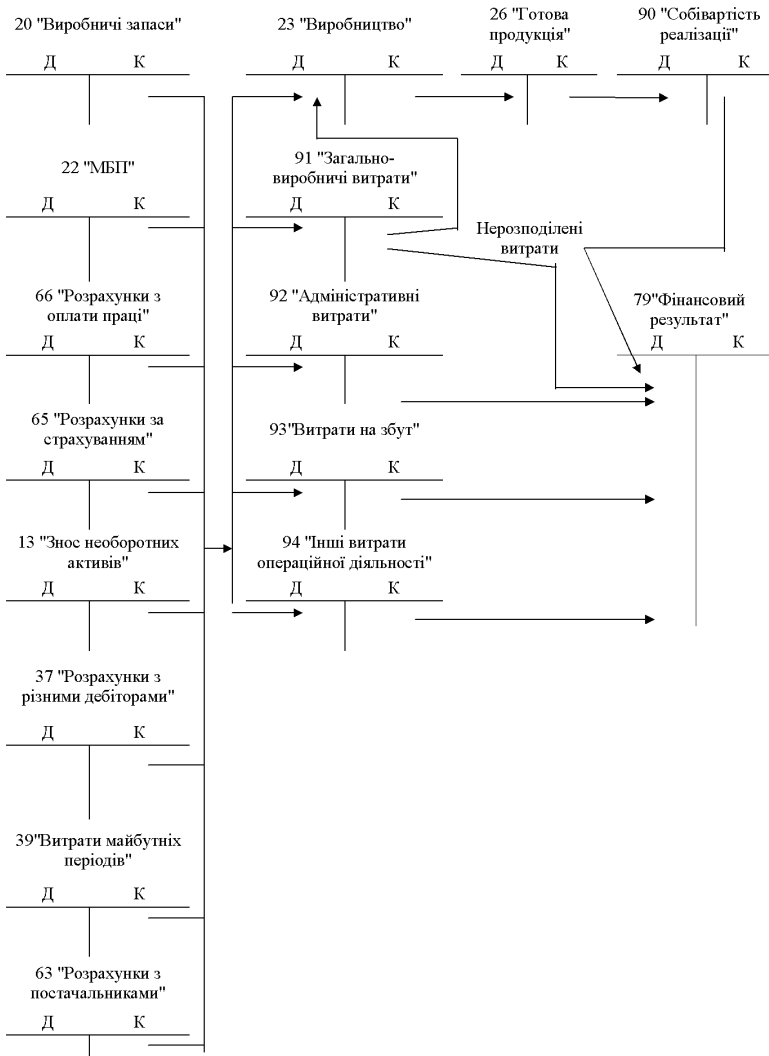 20 "Виробничі запаси"
Д К
22 "МБП"
Д К
66 "Розрахунки з
оплати праці"
Д К
65 "Розрахунки за
страхуванням"
Д К
13 "Знос необоротних
активів"
Д К
37 "Розрахунки з
різними дебіторами"
Д К
39"Витрати майбутніх
періодів"
Д К
63 "Розрахунки з
постачальниками"
Д К
23 "Виробництво"
Д К
91 "Загально-
виробничі витрати"
Д К
92 "Адміністративні
витрати"
Д К
93"Витрати на збут"
Д К
94 "Інші витрати
операційної діяльності"
Д К
26 "Готова
продукція"
Д К
Нерозподілені
витрати
90 "Собівартість
реалізації"
Д К
79"Фінансовий
результат"
Д К